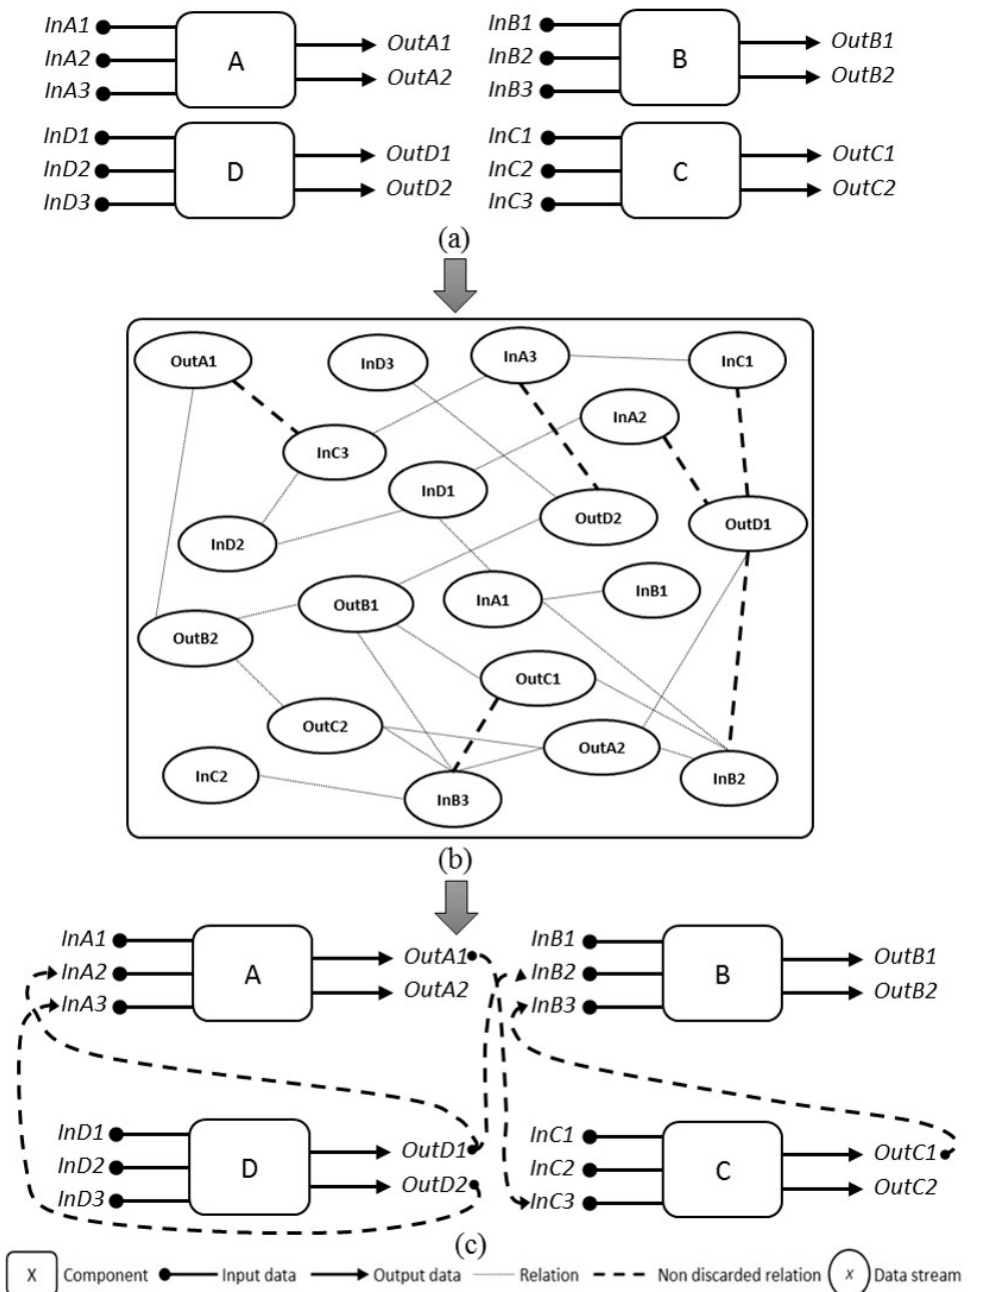 InA1 InB1
A OutA1 B OutB1
InA2 InB2
OutA2 OutB2
InA3 InB3
InD1 InC1
D OutD1 C OutC1
InD2 InC2
OutD2 OutC2
InD3 InC3
(a)
OutA1 InD3 InA3 InC1
InA2
InC3
InD1
OutD2 OutD1
InD2
OutB1 InA1 InB1
OutB2
OutC1
OutC2
OutA2
InC2 InB2
InB3
(b)
InA1 InB1
OutA1 OutB1
InA2 A InB2 B
OutA2 OutB2
InA3 InB3
InD1 InC1
OutD1 OutC1
InD2 D InC2 C
OutD2 OutC2
InD3 InC3
(c)
X Component Input data Output data Relation Non discarded relation x Data stream